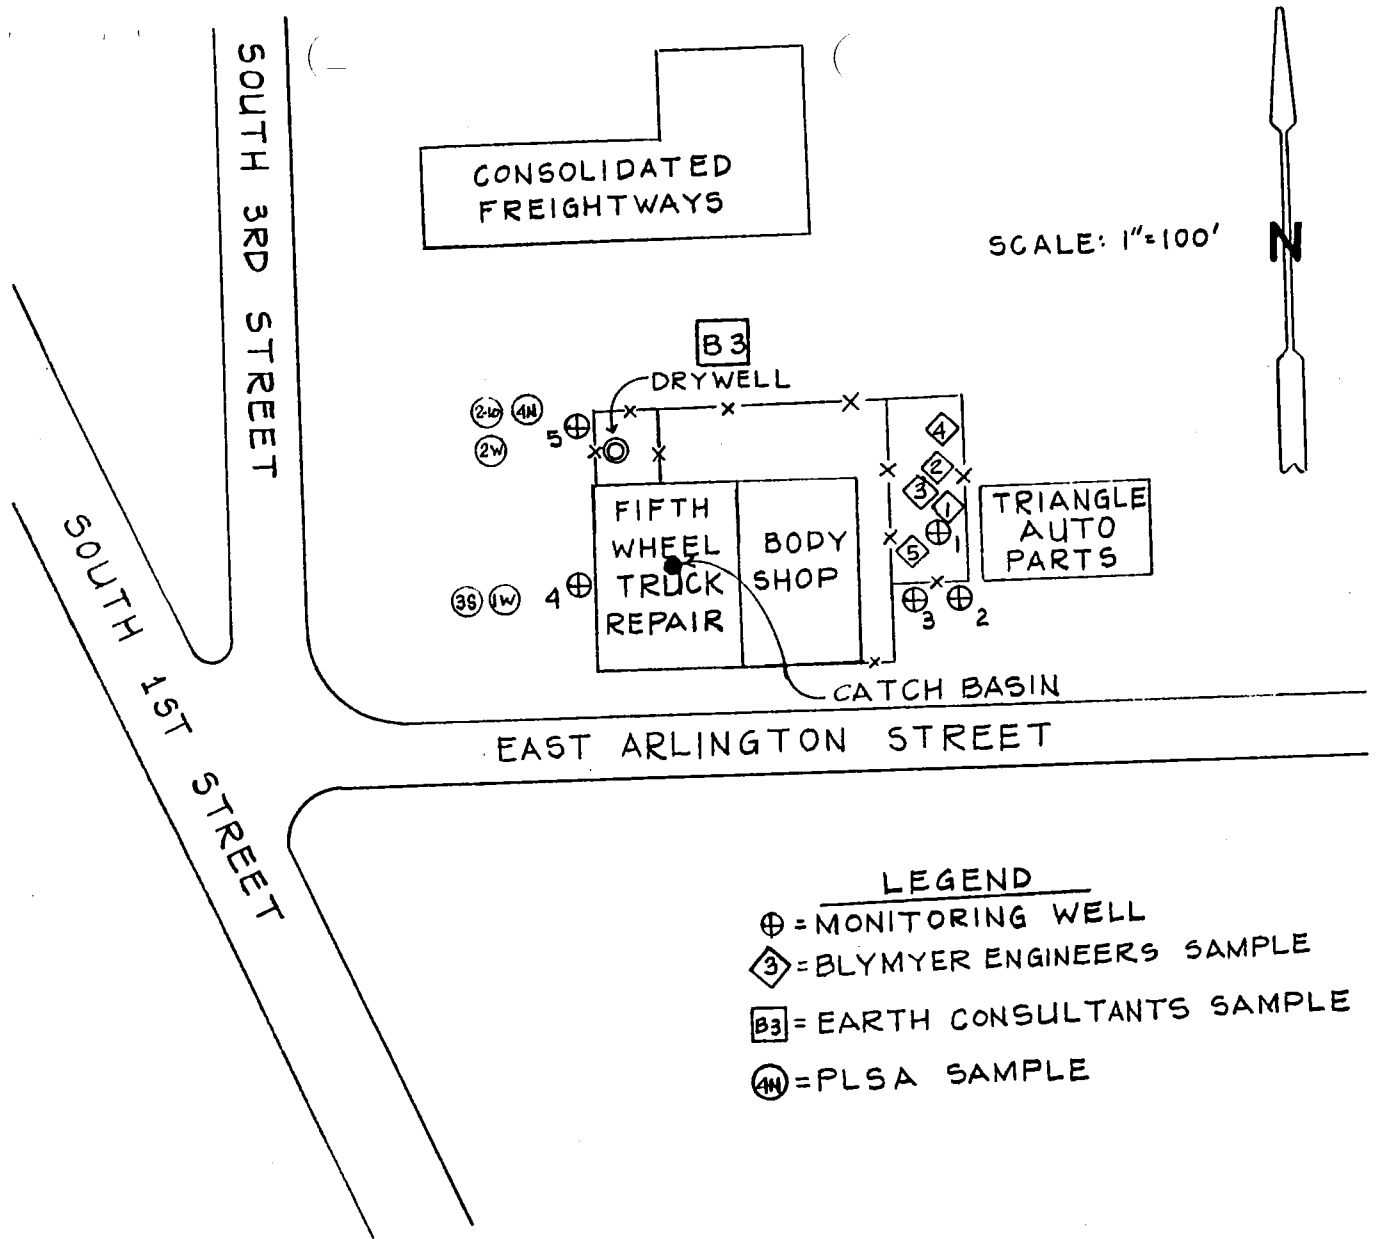 SOUTH 3RD STREET
CONSOLIDATED
FREIGHTWAYS
SCALE: 1"=100'
N
B3
DRYWELL
4N
5
2W
4
2
3
1
1
5
FIFTH
WHEEL
TRUCK
REPAIR
BODY
SHOP
TRIANGLE
AUTO
PARTS
3S
1W
4
3
2
CATCH BASIN
SOUTH 1ST STREET
EAST ARLINGTON STREET
LEGEND
⊕ = MONITORING WELL
3 = BLYMYER ENGINEERS SAMPLE
B3 = EARTH CONSULTANTS SAMPLE
4N = PLSA SAMPLE